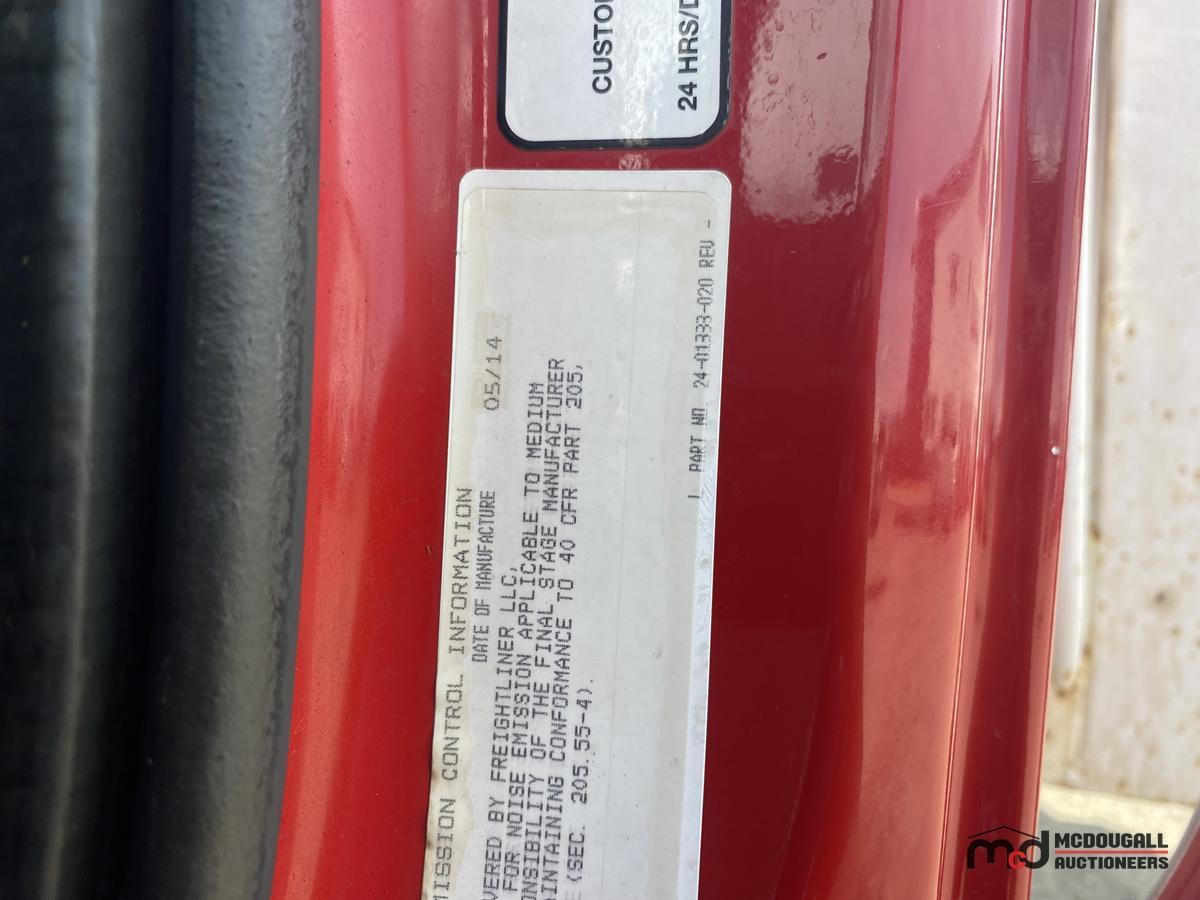 CUSTO
24 HRS/D
MISSION CONTROL INFORMATION
DATE OF MANUFACTURE 05/14
VERED BY FREIGHTLINER LLC,
FOR NOISE EMISSION APPLICABLE TO MEDIUM
ONSIBILITY OF THE FINAL STAGE MANUFACTURER
AINTAINING CONFORMANCE TO 40 CFR PART 205,
E (SEC. 205.55-4).
PART NO. 24-01333-020 REV -
mcd MCDOUGALL
AUCTIONEERS